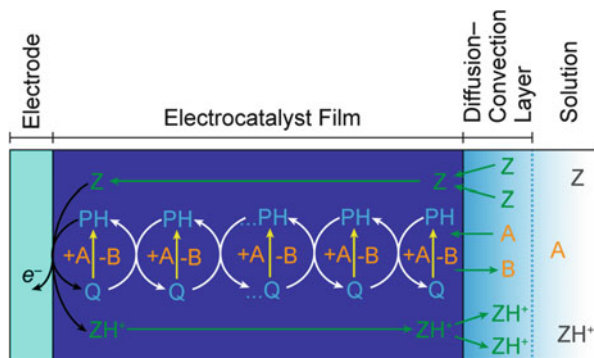 Electrode
Electrocatalyst Film
Diffusion–
Convection
Layer
Solution
Z
Z
Z
Z
Z
PH
PH
...PH
PH
PH
A
+A -B
+A -B
+A -B
+A -B
+A -B
A
B
e⁻
Q
Q
...Q
Q
Q
ZH⁺
ZH⁺
ZH⁺
ZH⁺
ZH⁺